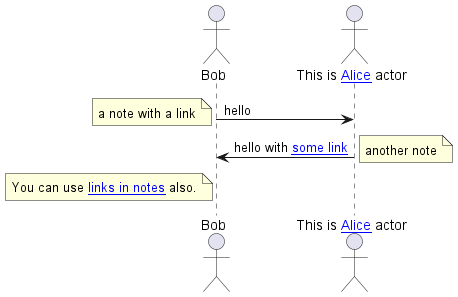 Bob
This is Alice actor
a note with a link
hello
hello with some link
another note
You can use links in notes also.
Bob
This is Alice actor